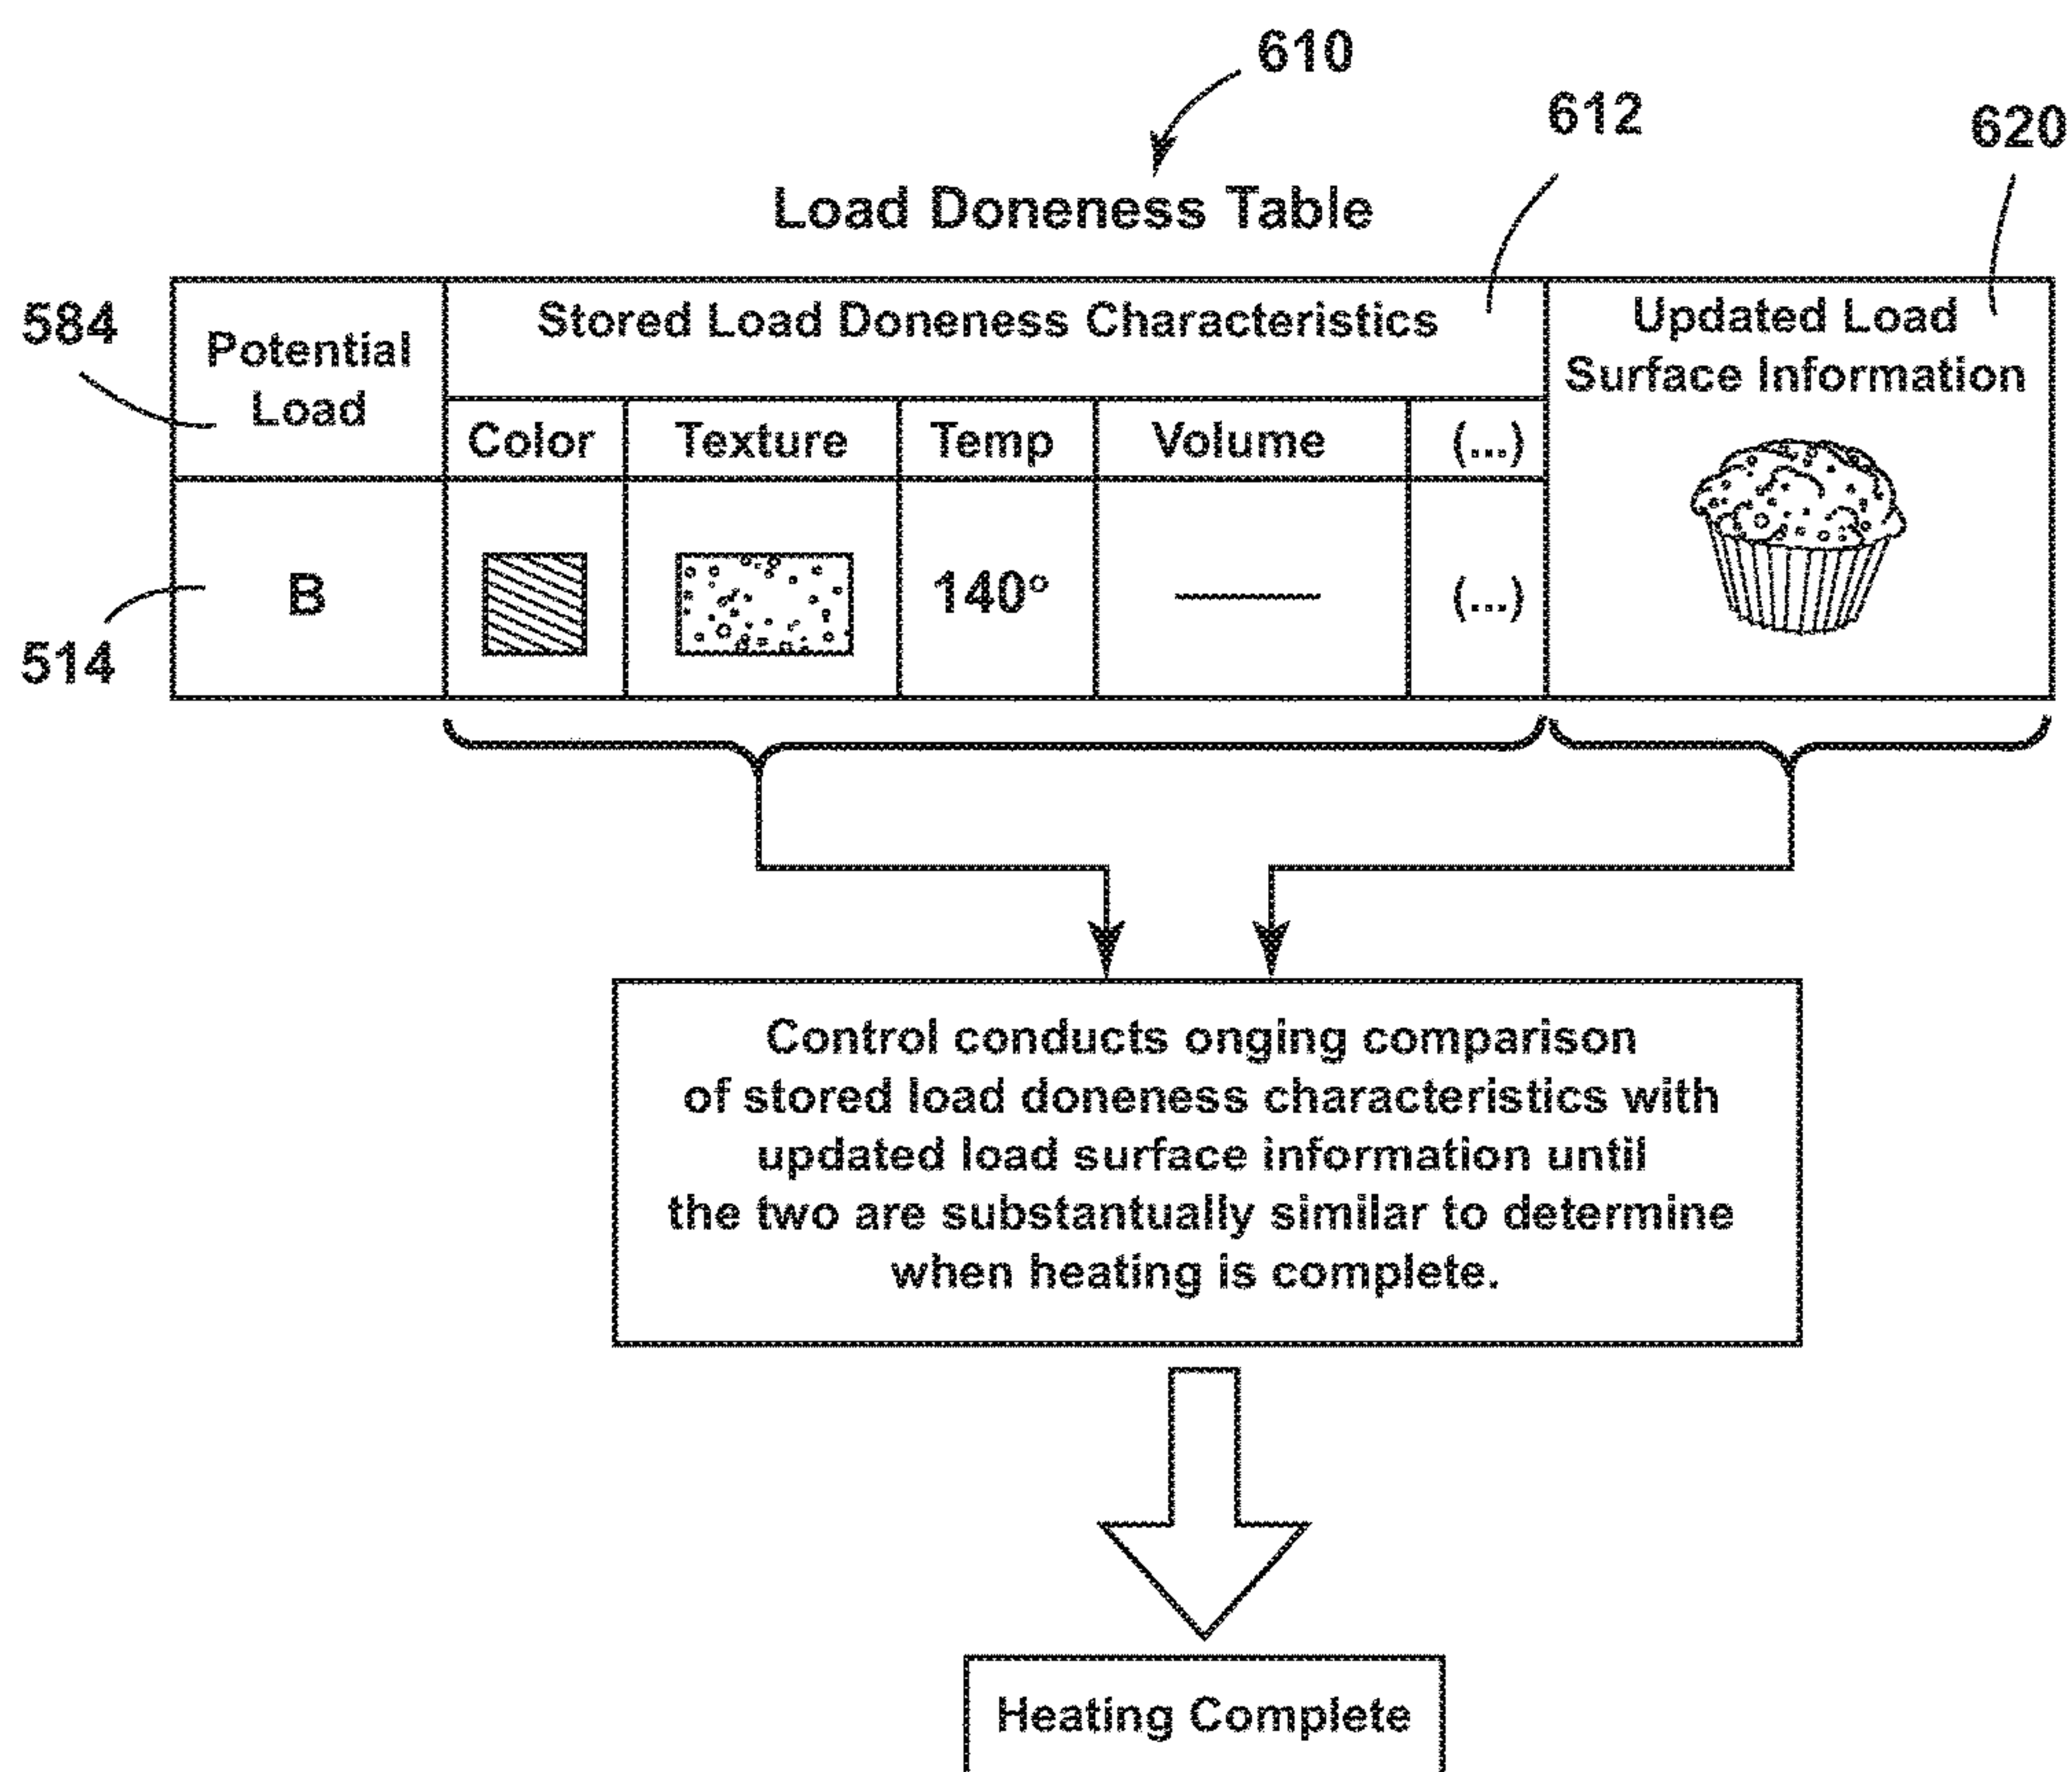 610
612
620
Load Doneness Table
584
Potential
Load
Stored Load Doneness Characteristics
Updated Load
Surface Information
Color Texture Temp Volume (...)
514
B 140° (...)
Control conducts onging comparison
of stored load doneness characteristics with
updated load surface information until
the two are substantually similar to determine
when heating is complete.
Heating Complete